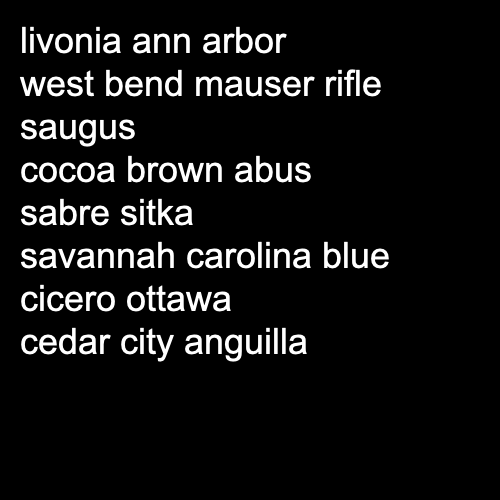 livonia ann arbor
west bend mauser rifle
saugus
cocoa brown abus
sabre sitka
savannah carolina blue
cicero ottawa
cedar city anguilla